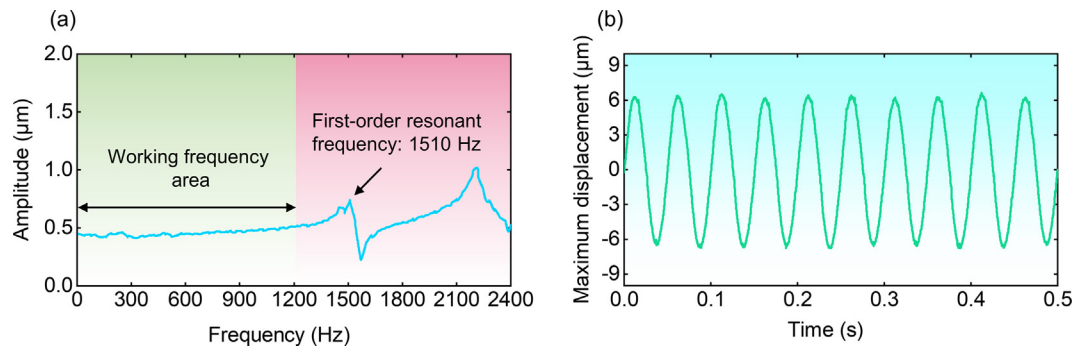 (a)
2.0
1.5
1.0
0.5
0.0
Amplitude (μm)
Working frequency
area
First-order resonant
frequency: 1510 Hz
0 300 600 900 1200 1500 1800 2100 2400
Frequency (Hz)
(b)
9
6
3
0
-3
-6
-9
Maximum displacement (μm)
0.0 0.1 0.2 0.3 0.4 0.5
Time (s)